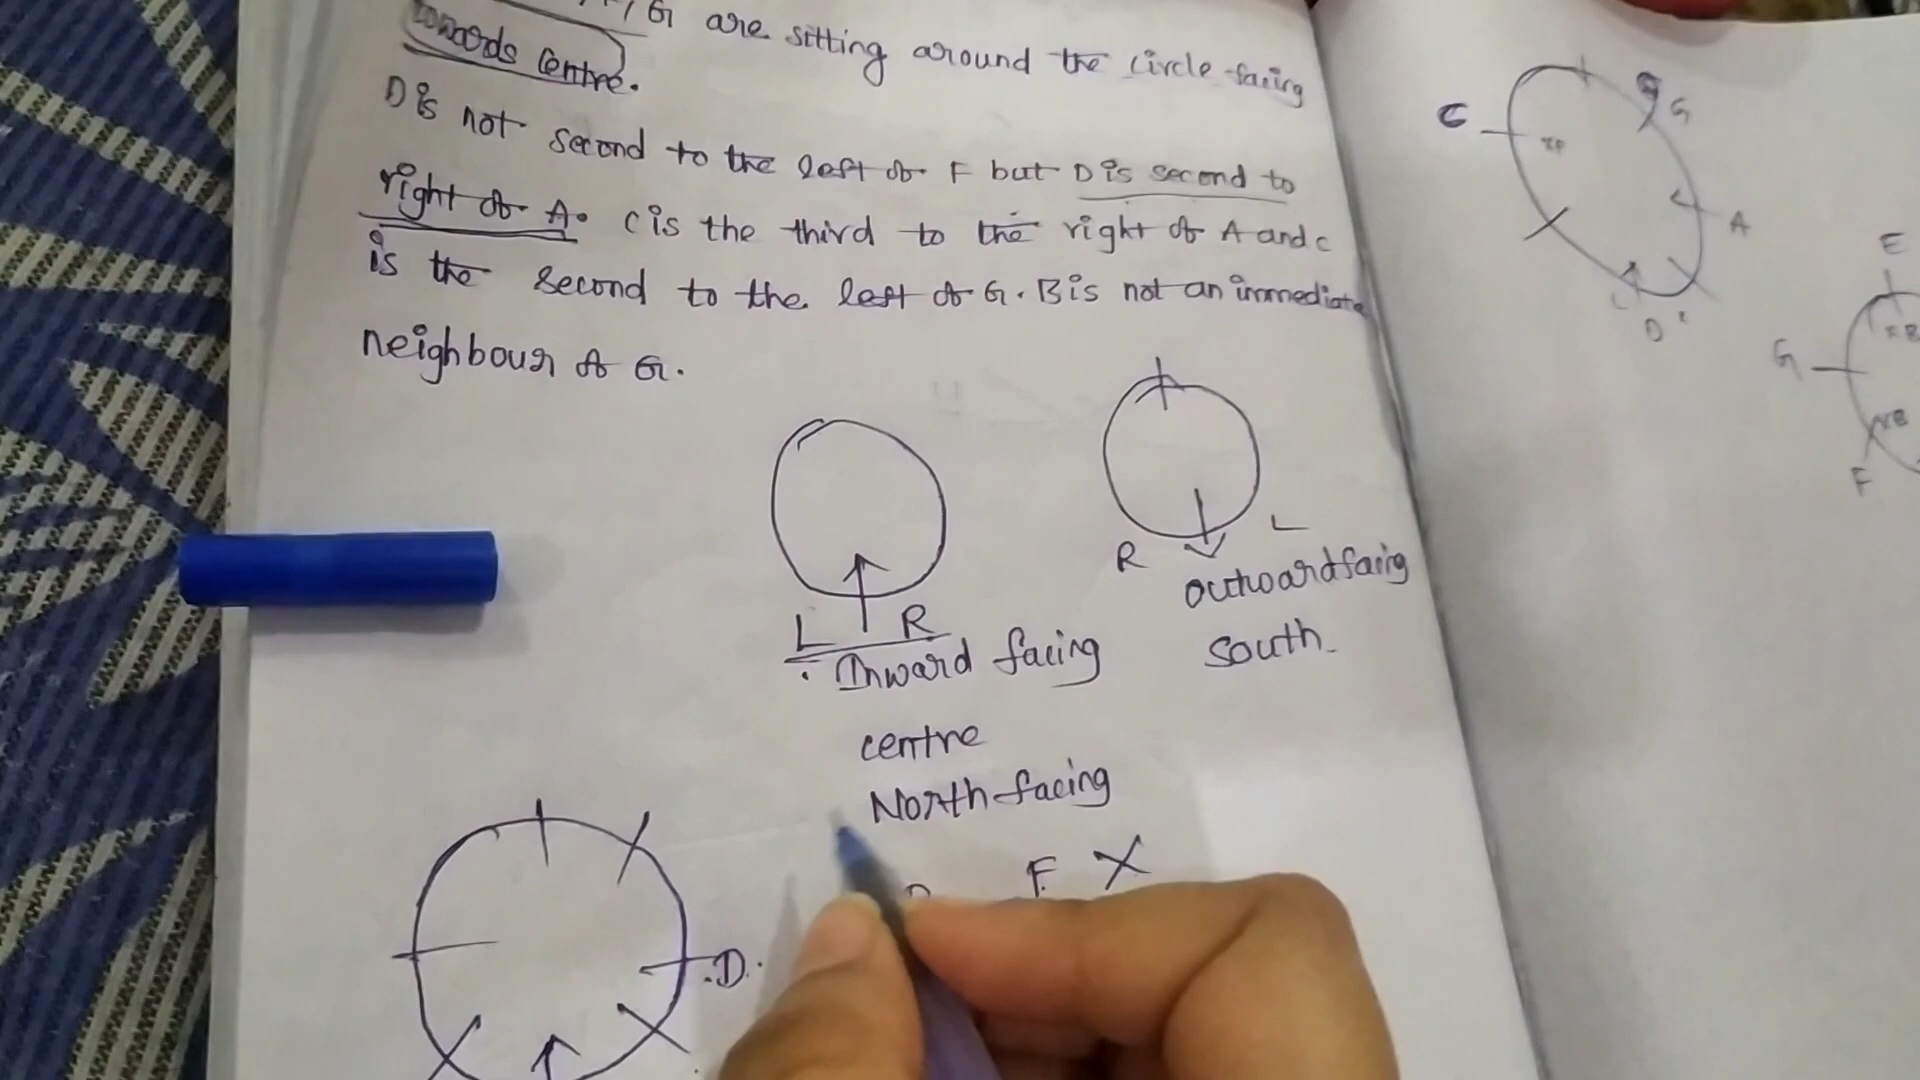 G are sitting around the circle facing
towards centre.
D is not second to the left of F but D is second to
right of A. C is the third to the right of A and C
is the second to the left of G. B is not an immediate
neighbour of G.
L R
Inward facing
centre
North facing
R L
outward facing
south
F X
.D.
C
G
A
D
E
G
F